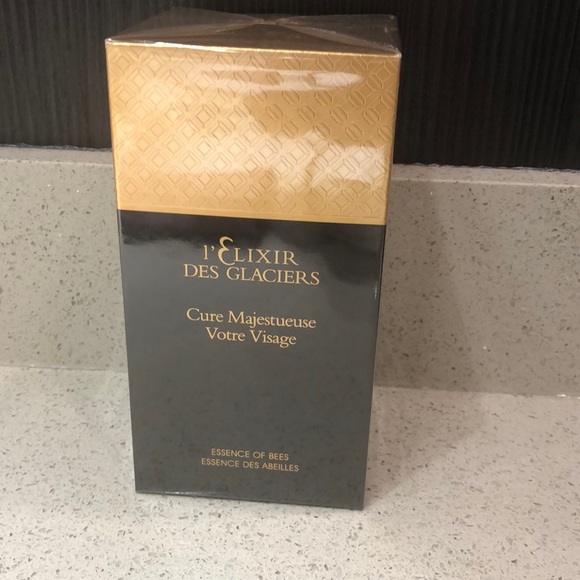 l'Elixir
des Glaciers
Cure Majestueuse
Votre Visage
ESSENCE OF BEES
ESSENCE DES ABEILLES